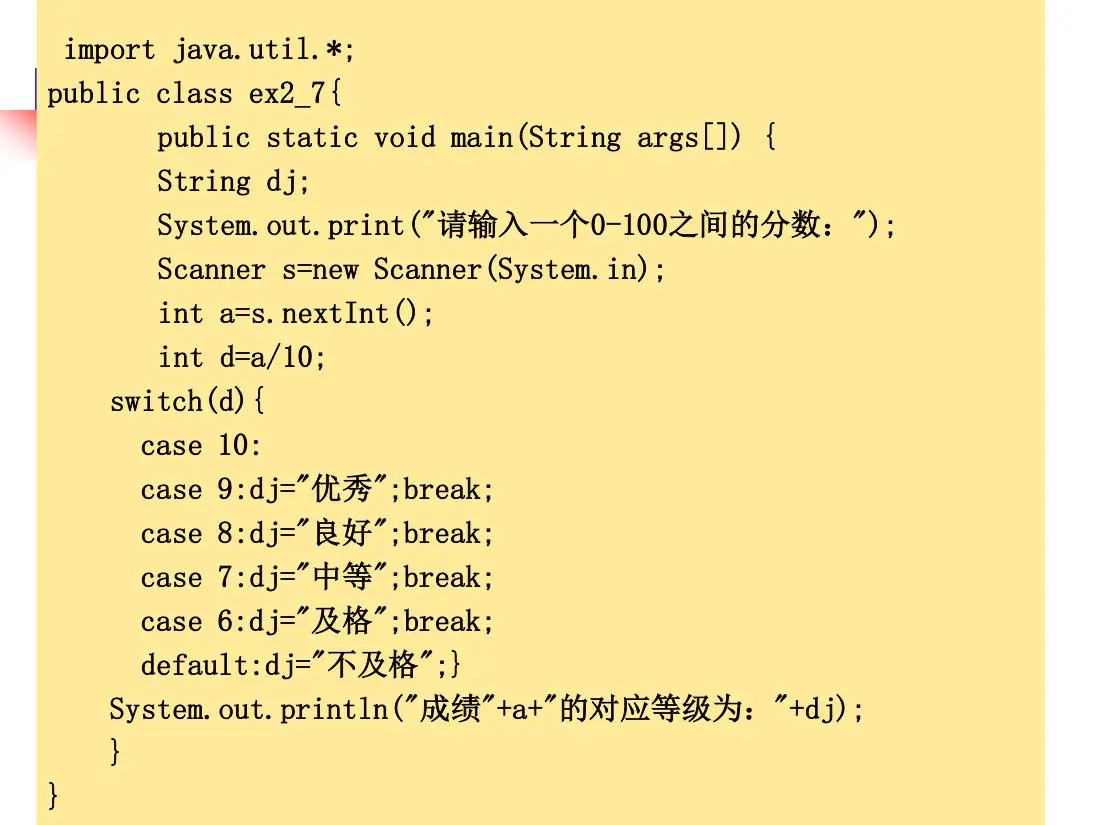 import java.util.*;
public class ex2_7{
public static void main(String args[]) {
String dj;
System.out.print("请输入一个0-100之间的分数：");
Scanner s=new Scanner(System.in);
int a=s.nextInt();
int d=a/10;
switch(d){
case 10:
case 9:dj="优秀";break;
case 8:dj="良好";break;
case 7:dj="中等";break;
case 6:dj="及格";break;
default:dj="不及格";}
System.out.println("成绩"+a+"的对应等级为："+dj);
}
}